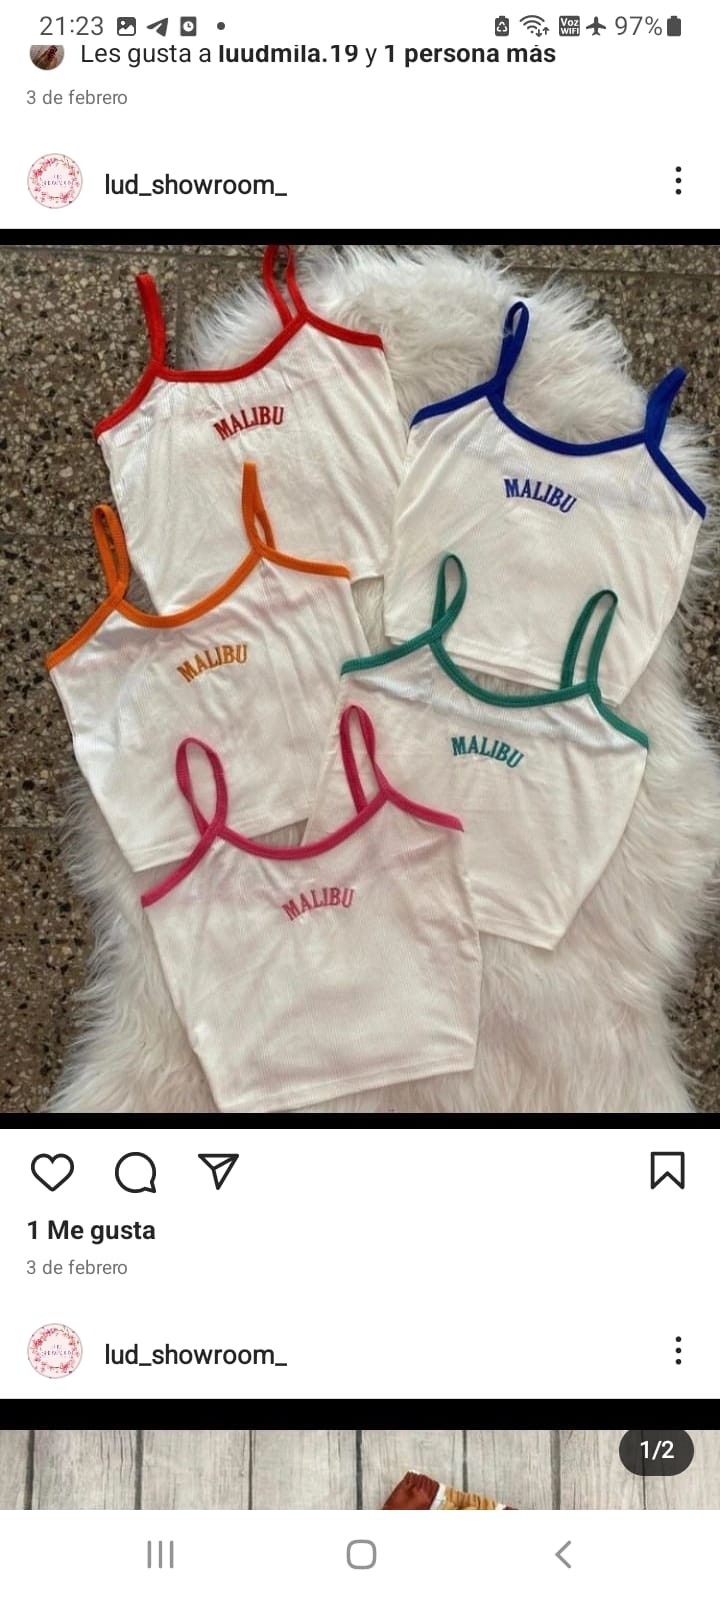 21:23
Voz
WIFI
97%
Les gusta a luudmila.19 y 1 persona más
3 de febrero
lud_showroom_
MALIBU
MALIBU
MALIBU
MALIBU
MALIBU
1 Me gusta
3 de febrero
lud_showroom_
1/2